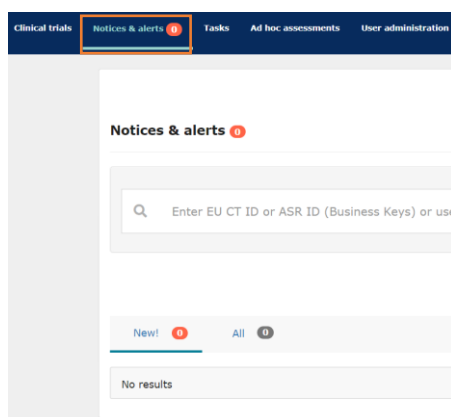 Clinical trials Notices & alerts 0 Tasks Ad hoc assessments User administration
Notices & alerts 0
Enter EU CT ID or ASR ID (Business Keys) or use
New! 0 All 0
No results